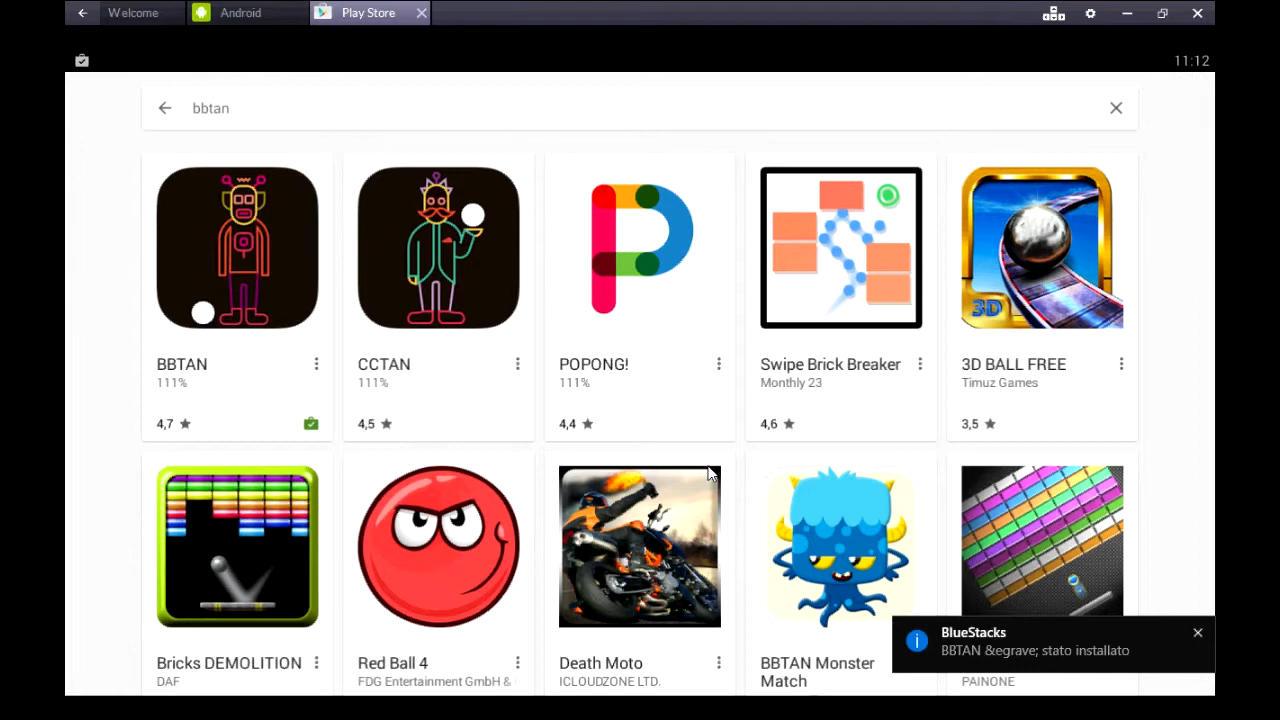 Welcome
Android
Play Store
11:12
bbtan
BBTAN
111%
4,7
CCTAN
111%
4,5
POPONG!
111%
4,4
Swipe Brick Breaker
Monthly 23
4,6
3D
3D BALL FREE
Timuz Games
3,5
Bricks DEMOLITION
DAF
Red Ball 4
FDG Entertainment GmbH &
Death Moto
ICLOUDZONE LTD.
BBTAN Monster
Match
PAINONE
BlueStacks
BBTAN &egrave; stato installato